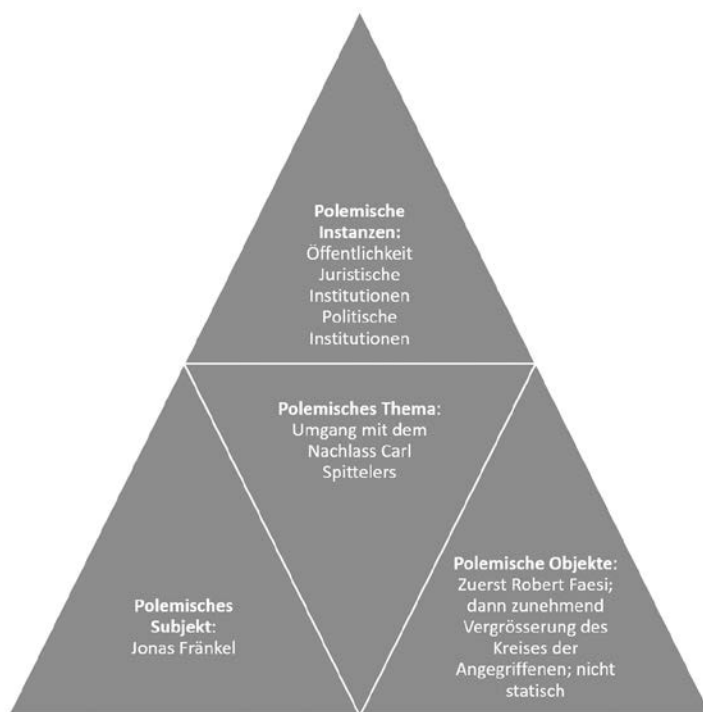 Polemische
Instanzen:
Öffentlichkeit
Juristische
Institutionen
Politische
Institutionen
Polemisches Thema:
Umgang mit dem
Nachlass Carl
Spittelers
Polemisches
Subjekt:
Jonas Fränkel
Polemische Objekte:
Zuerst Robert Faesi;
dann zunehmend
Vergrösserung des
Kreises der
Angegriffenen; nicht
statisch